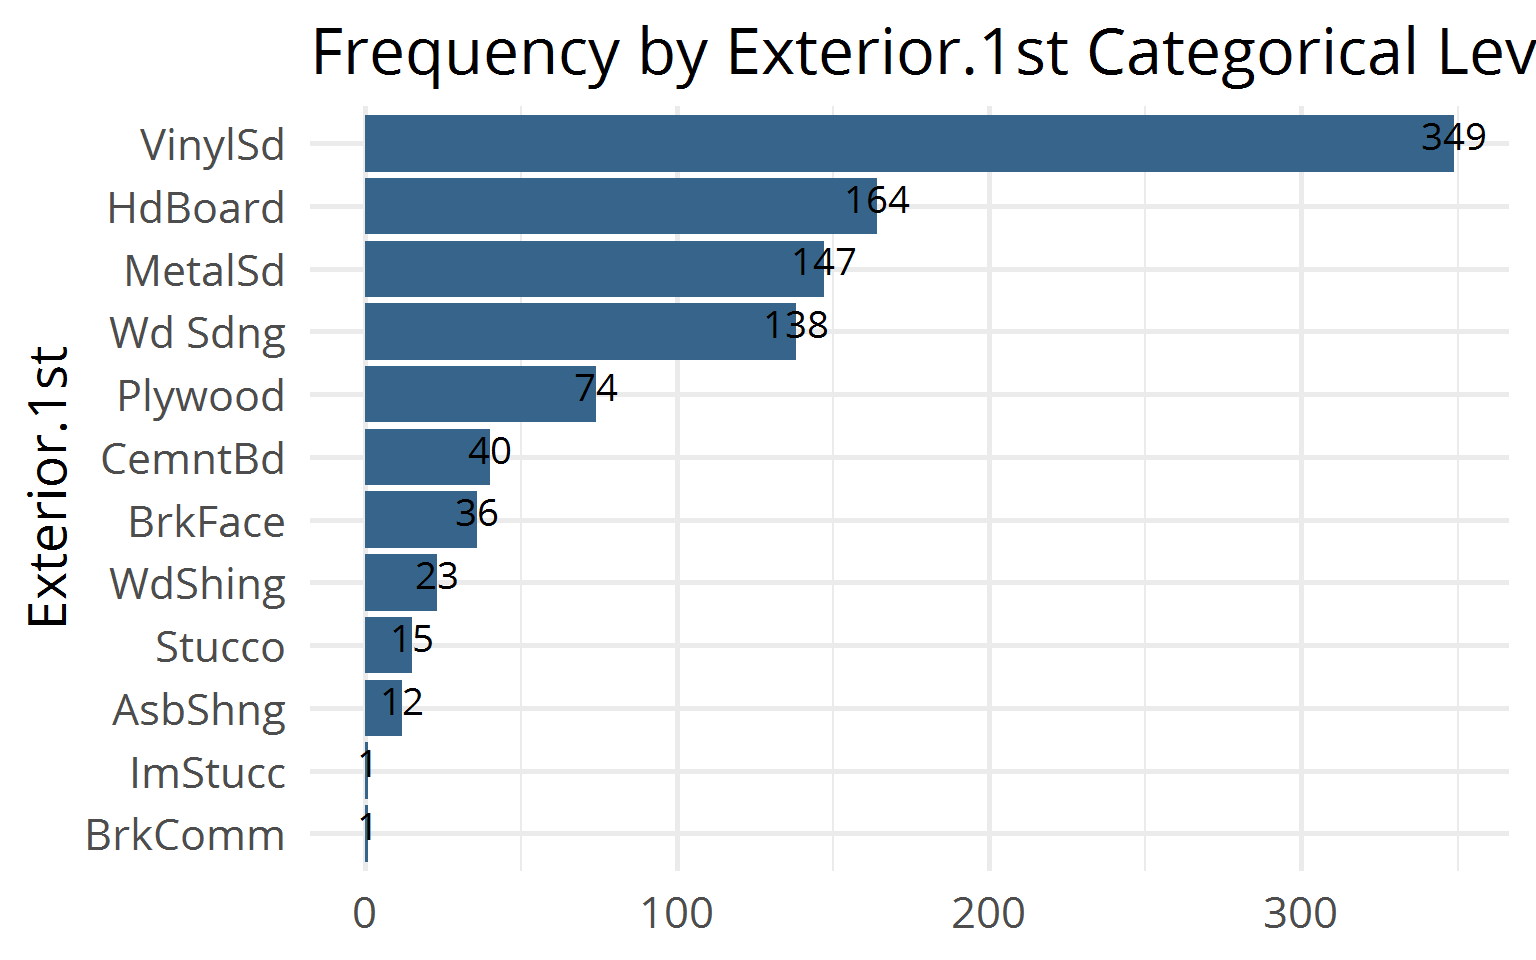 Frequency by Exterior.1st Categorical Lev
Exterior.1st
VinylSd 349
HdBoard 164
MetalSd 147
Wd Sdng 138
Plywood 74
CemntBd 40
BrkFace 36
WdShing 23
Stucco 15
AsbShng 12
ImStucc 1
BrkComm 1
0 100 200 300